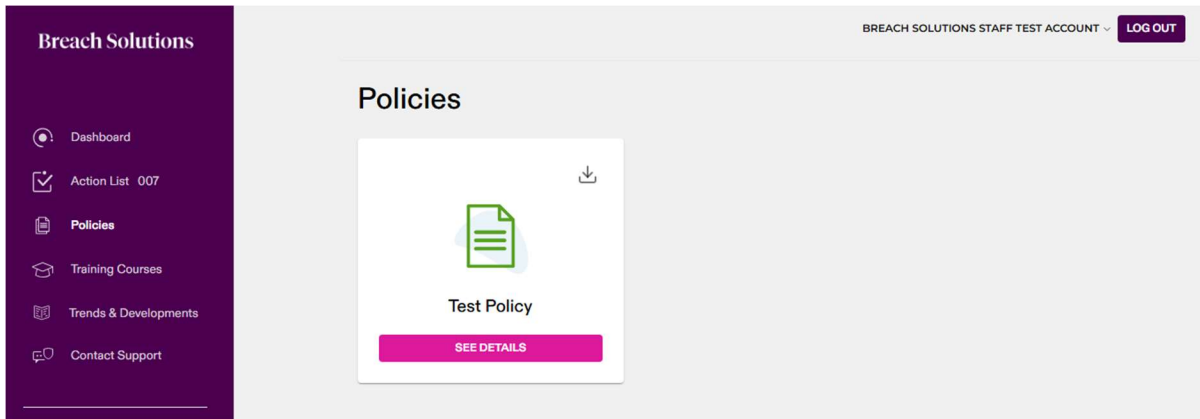 Breach Solutions
BREACH SOLUTIONS STAFF TEST ACCOUNT
LOG OUT
Dashboard
Action List 007
Policies
Training Courses
Trends & Developments
Contact Support
Policies
Test Policy
SEE DETAILS